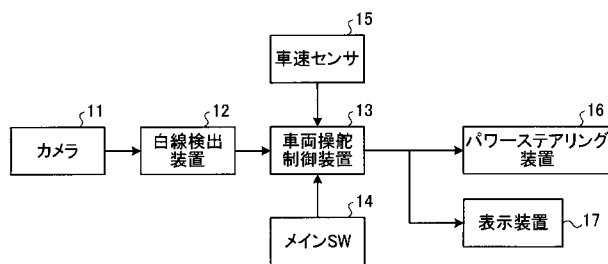 15
車速センサ
11
カメラ
12
白線検出
装置
13
車両操舵
制御装置
16
パワーステアリング
装置
14
メインSW
表示装置
17